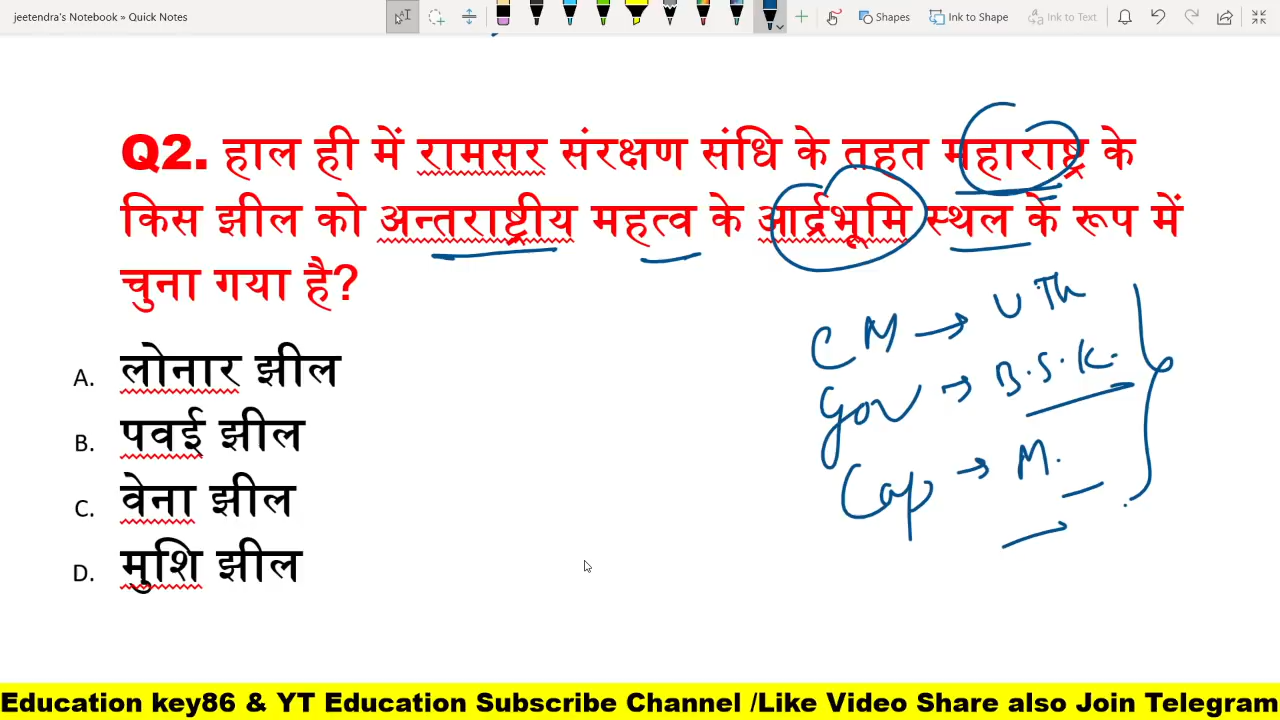 jeetendra's Notebook » Quick Notes
Shapes
Ink to Shape
Ink to Text
Q2. हाल ही में रामसर संरक्षण संधि के तहत महाराष्ट्र के
किस झील को अन्तराष्ट्रीय महत्व के आर्द्रभूमि स्थल के रूप में
चुना गया है?
A. लोनार झील
B. पवई झील
C. वेना झील
D. मुशि झील
CM → U.Th
Gov → B.S.K.
Cap → M.
Education key86 & YT Education Subscribe Channel /Like Video Share also Join Telegram